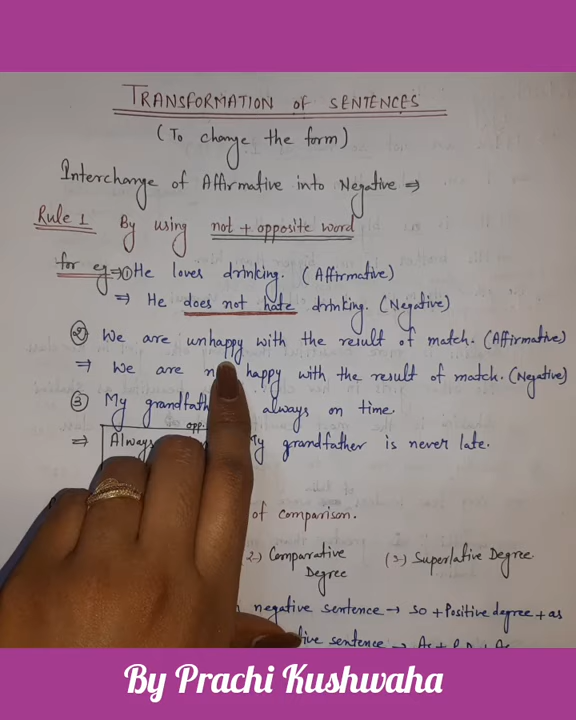 TRANSFORMATION of SENTENCES
(To change the form)
Interchange of Affirmative into Negative ⇒
Rule 1 By using not + opposite word
for eg ⇒ ① He loves drinking. (Affirmative)
⇒ He does not hate drinking. (Negative)
② We are unhappy with the result of match. (Affirmative)
⇒ We are happy with the result of match. (Negative)
③ My always on time.
opp.
⇒ Always grandfather is never late.
of comparison.
2-) Comparative Degree (3-) Superlative Degree.
negative sentence → so + Positive degree + as
sentence → As +
By Prachi Kushwaha